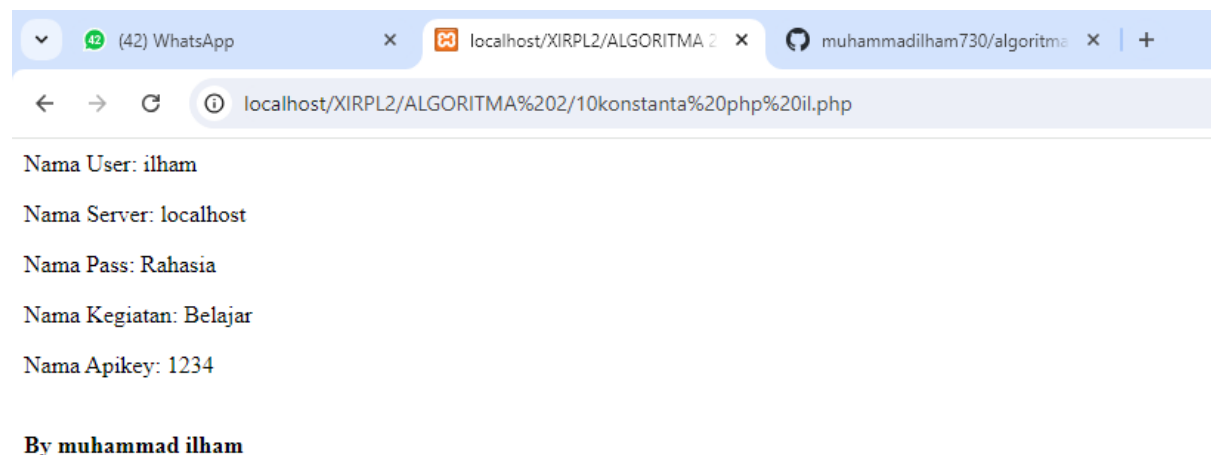 42 (42) WhatsApp
localhost/XIRPL2/ALGORITMA 2
muhammadilham730/algoritma
localhost/XIRPL2/ALGORITMA%202/10konstanta%20php%20il.php
Nama User: ilham
Nama Server: localhost
Nama Pass: Rahasia
Nama Kegiatan: Belajar
Nama Apikey: 1234
By muhammad ilham